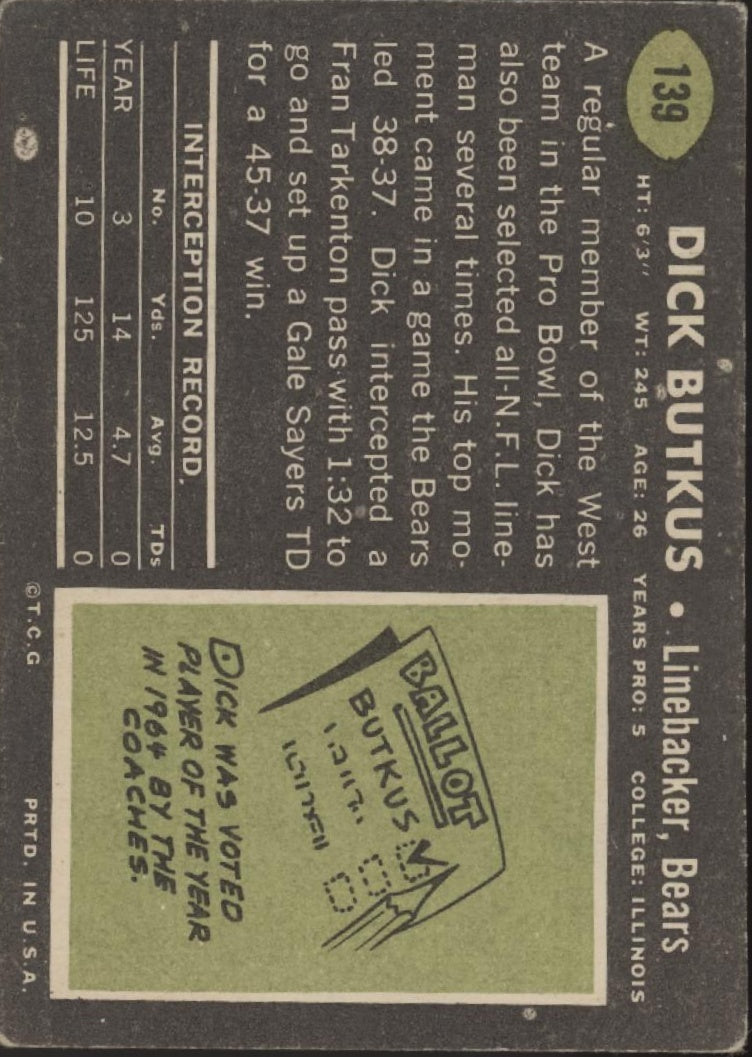 139
DICK BUTKUS • Linebacker, Bears
HT: 6'3" WT: 245 AGE: 26 YEARS PRO: 5 COLLEGE: ILLINOIS
A regular member of the West
team in the Pro Bowl, Dick has
also been selected all-N.F.L. line-
man several times. His top mo-
ment came in a game the Bears
led 38-37. Dick intercepted a
Fran Tarkenton pass with 1:32 to
go and set up a Gale Sayers TD
for a 45-37 win.
INTERCEPTION RECORD
No. Yds. Avg. TDs
YEAR 3 14 4.7 0
LIFE 10 125 12.5 0
BALLOT
BUTKUS
DICK WAS VOTED
PLAYER OF THE YEAR
IN 1964 BY THE
COACHES.
©T.C.G PRTD. IN U.S.A.